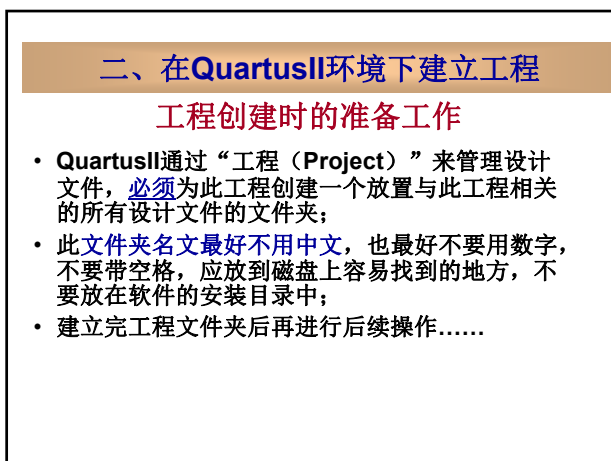 二、在QuartusII环境下建立工程
工程创建时的准备工作
• QuartusII通过“工程（Project）”来管理设计
文件，必须为此工程创建一个放置与此工程相关
的所有设计文件的文件夹；
• 此文件夹名文最好不用中文，也最好不要用数字，
不要带空格，应放到磁盘上容易找到的地方，不
要放在软件的安装目录中；
• 建立完工程文件夹后再进行后续操作……